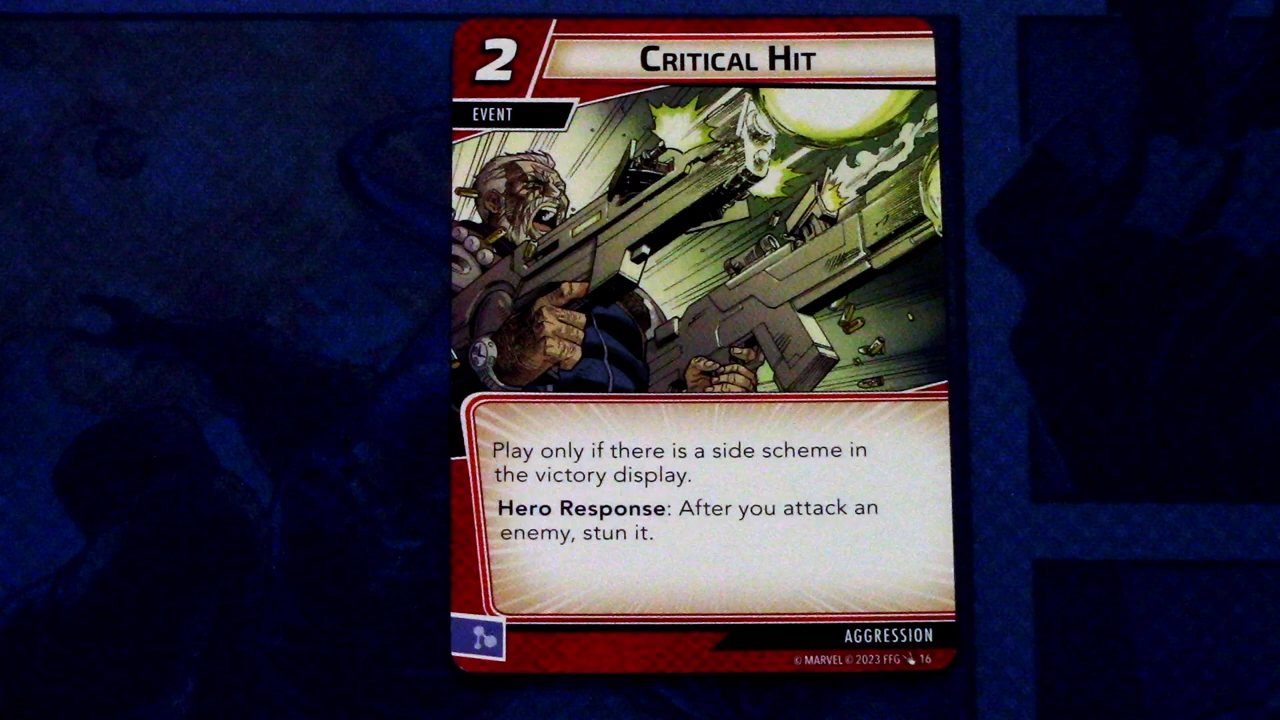 2
CRITICAL HIT
EVENT
Play only if there is a side scheme in
the victory display.
Hero Response: After you attack an
enemy, stun it.
AGGRESSION
© MARVEL © 2023 FFG 16